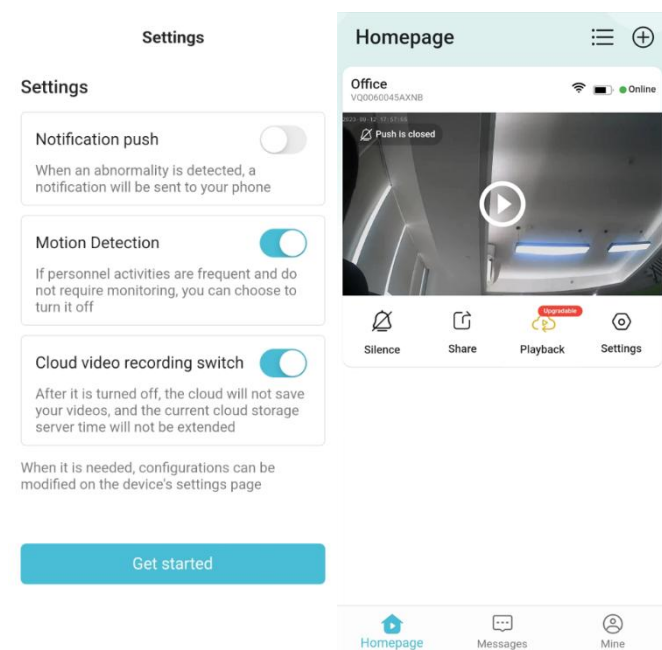 Settings
Settings
Notification push
When an abnormality is detected, a
notification will be sent to your phone
Motion Detection
If personnel activities are frequent and do
not require monitoring, you can choose to
turn it off
Cloud video recording switch
After it is turned off, the cloud will not save
your videos, and the current cloud storage
server time will not be extended
When it is needed, configurations can be
modified on the device's settings page
Get started
Homepage
Office
VQ0060045AXNB
Online
Push is closed
Upgradable
Silence
Share
Playback
Settings
Homepage
Messages
Mine